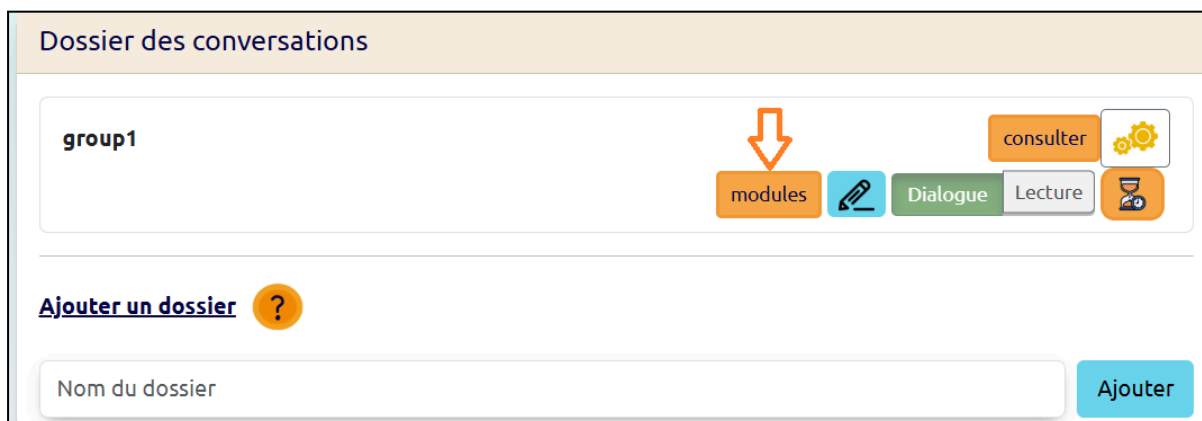 Dossier des conversations
group1
consulter
modules
Dialogue
Lecture
Ajouter un dossier ?
Nom du dossier
Ajouter